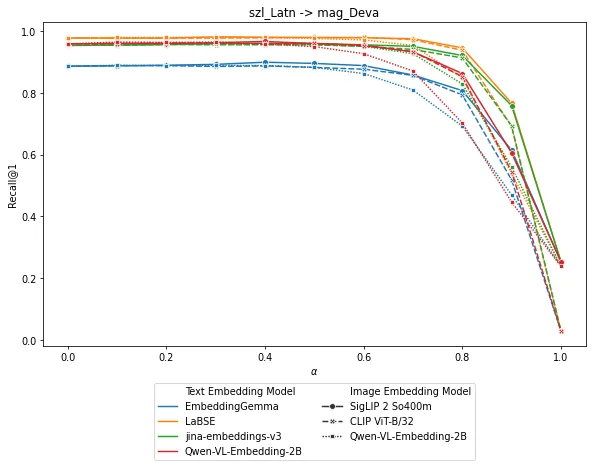 szl_Latn -> mag_Deva
1.0
0.8
0.6
0.4
0.2
0.0
Recall@1
0.0 0.2 0.4 0.6 0.8 1.0
α
Text Embedding Model
EmbeddingGemma
LaBSE
jina-embeddings-v3
Qwen-VL-Embedding-2B
Image Embedding Model
SigLIP 2 So400m
CLIP ViT-B/32
Qwen-VL-Embedding-2B